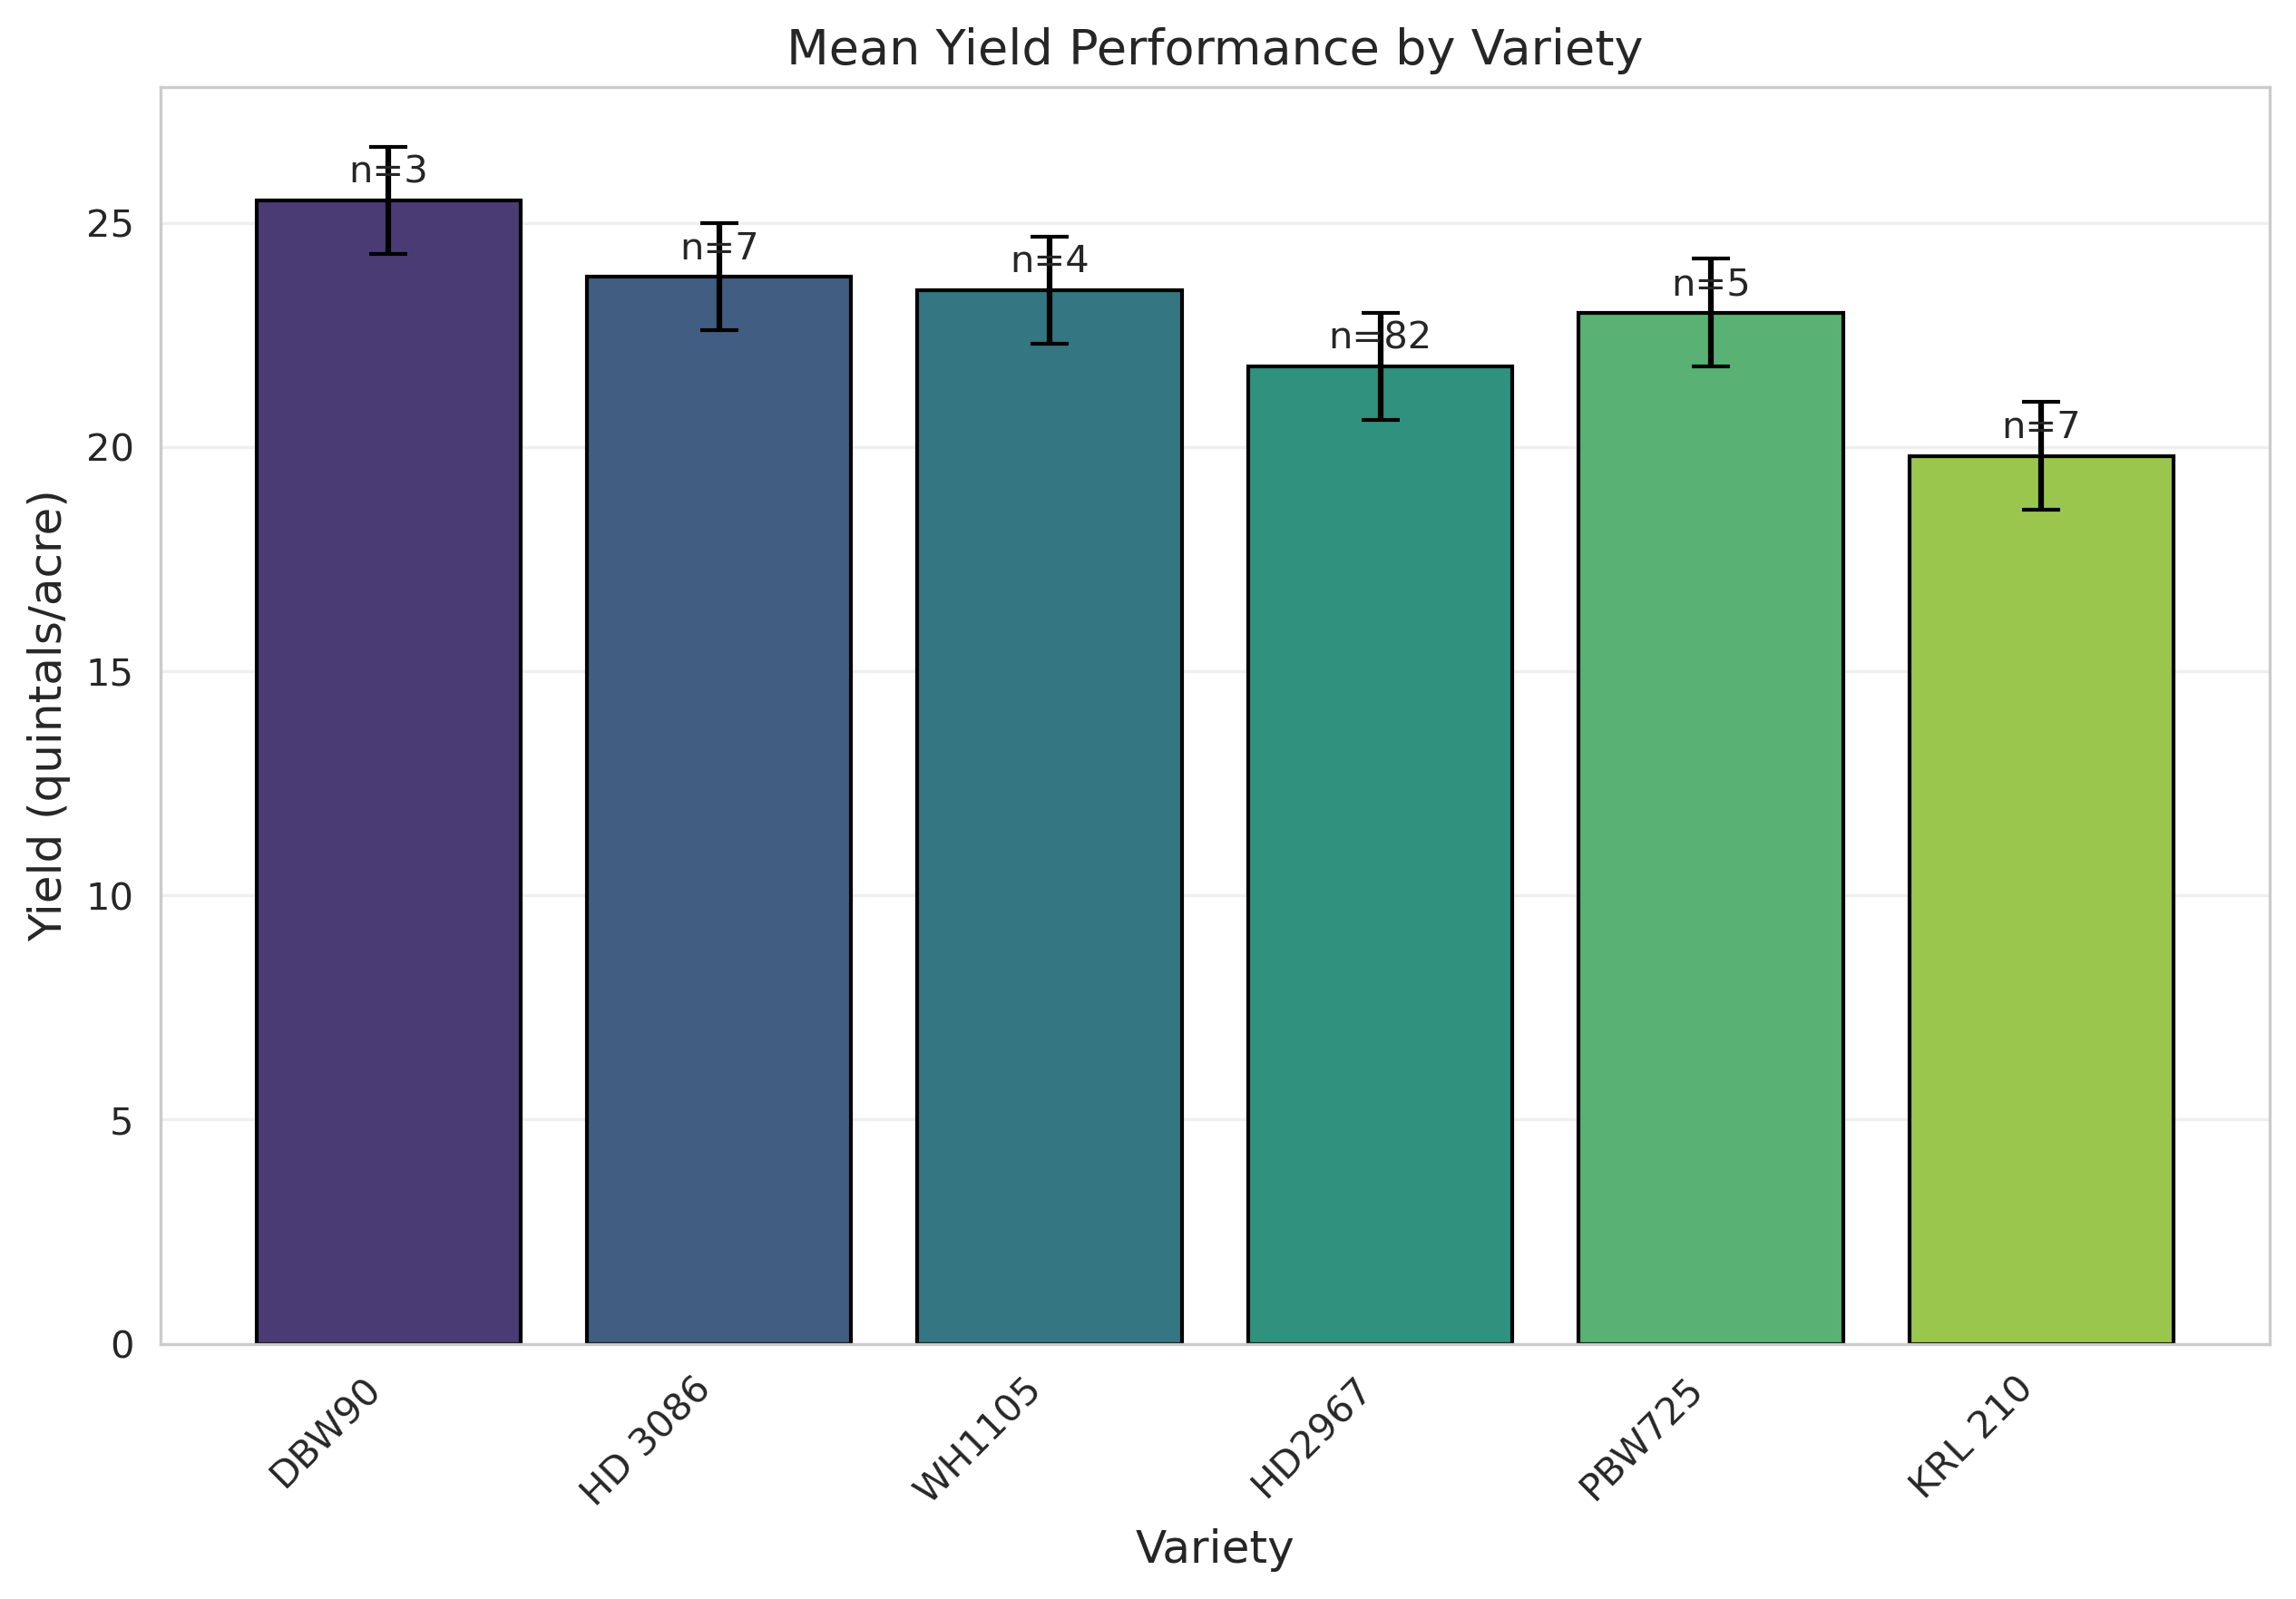 Mean Yield Performance by Variety
n=3
n=7
n=4
n=82
n=5
n=7
25
20
15
10
5
0
Yield (quintals/acre)
DBW90
HD 3086
WH1105
HD2967
PBW725
KRL 210
Variety